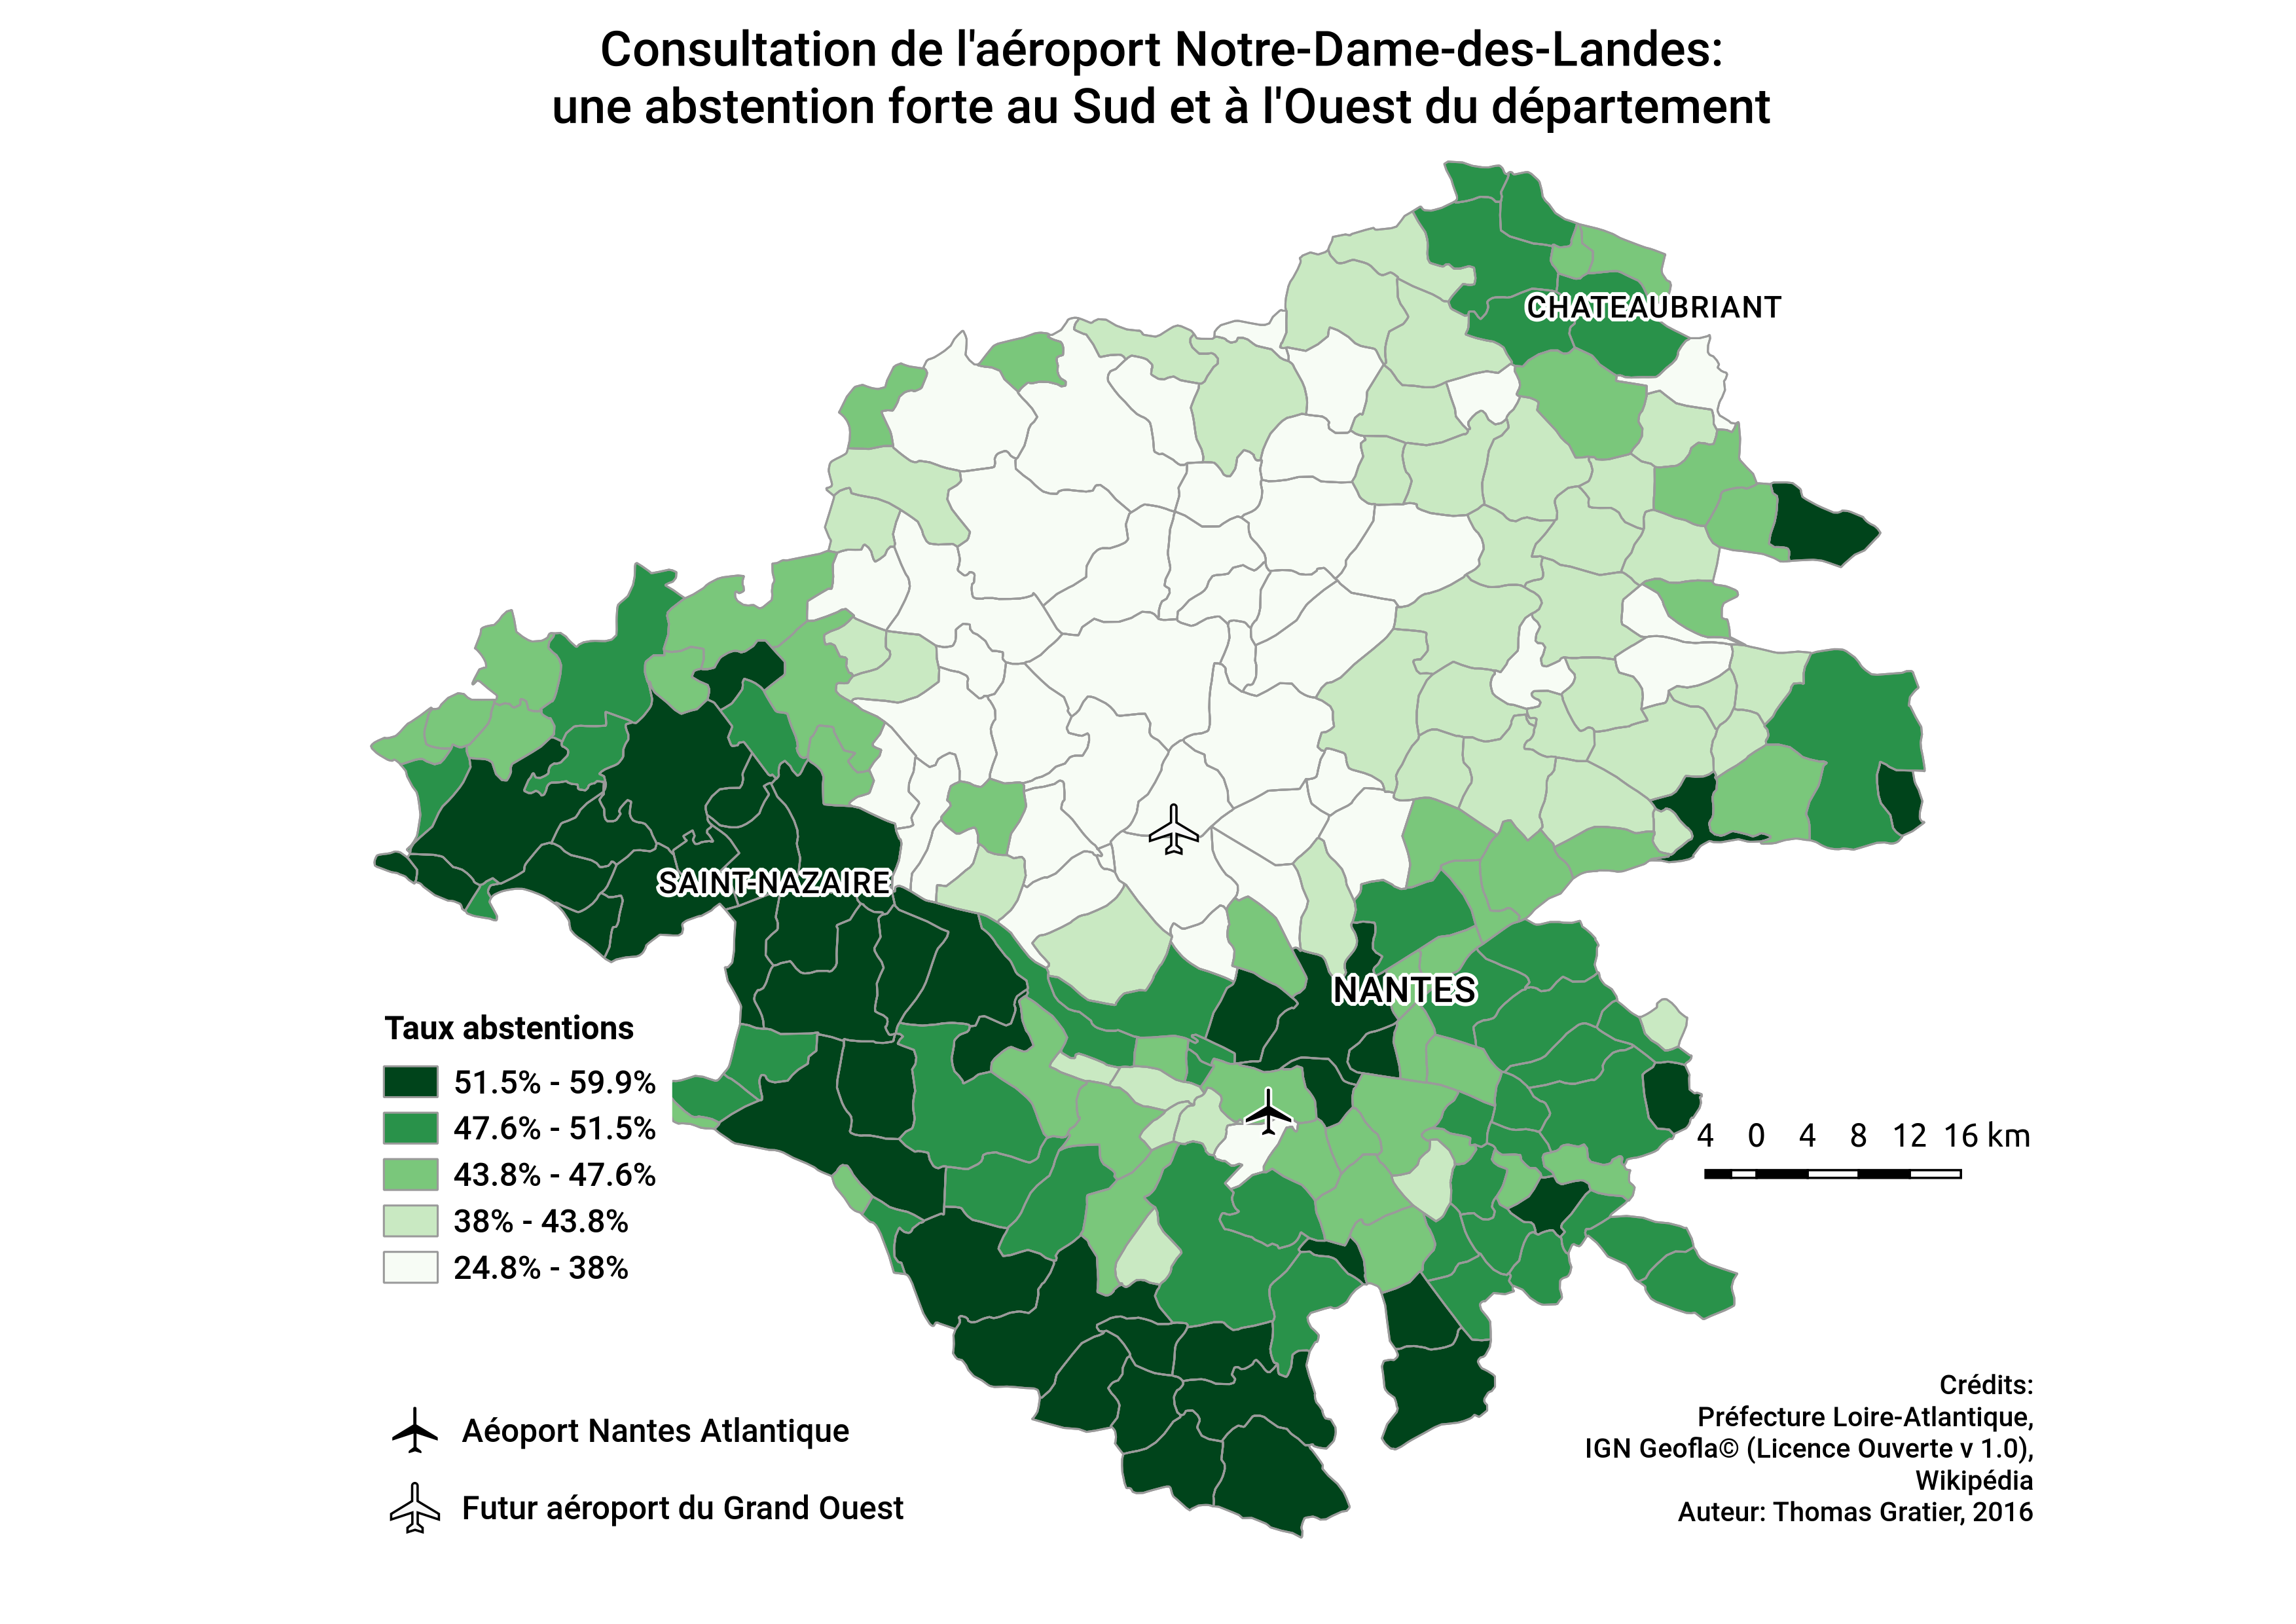 Consultation de l'aéroport Notre-Dame-des-Landes:
une abstention forte au Sud et à l'Ouest du département
CHATEAUBRIANT
SAINT-NAZAIRE
NANTES
Taux abstentions
51.5% - 59.9%
47.6% - 51.5%
43.8% - 47.6%
38% - 43.8%
24.8% - 38%
4 0 4 8 12 16 km
Aéoport Nantes Atlantique
Futur aéroport du Grand Ouest
Crédits:
Préfecture Loire-Atlantique,
IGN Geofla© (Licence Ouverte v 1.0),
Wikipédia
Auteur: Thomas Gratier, 2016